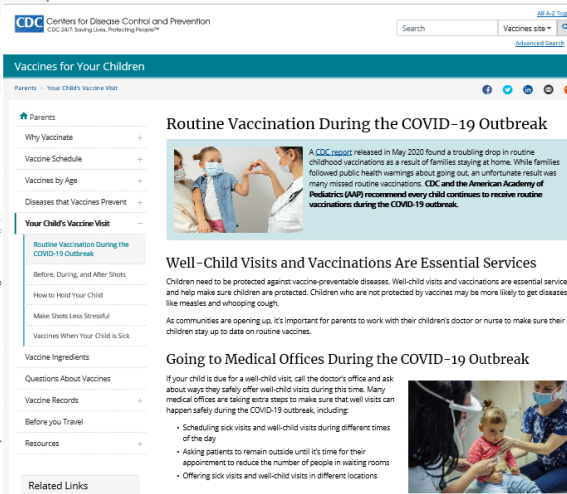 All A-Z Top
CDC Centers for Disease Control and Prevention
CDC 24/7: Saving Lives, Protecting People™
Search
Vaccines site
Advanced Search
Vaccines for Your Children
Parents > Your Child's Vaccine Visit
Parents
Why Vaccinate +
Vaccine Schedule +
Vaccines by Age +
Diseases that Vaccines Prevent +
Your Child's Vaccine Visit −
Routine Vaccination During the
COVID-19 Outbreak
Before, During, and After Shots
How to Hold Your Child
Make Shots Less Stressful
Vaccines When Your Child is Sick
Vaccine Ingredients
Questions About Vaccines
Vaccine Records +
Before you Travel
Resources +
Related Links
Routine Vaccination During the COVID-19 Outbreak
A CDC report released in May 2020 found a troubling drop in routine
childhood vaccinations as a result of families staying at home. While families
followed public health warnings about going out, an unfortunate result was
many missed routine vaccinations. CDC and the American Academy of
Pediatrics (AAP) recommend every child continues to receive routine
vaccinations during the COVID-19 outbreak.
Well-Child Visits and Vaccinations Are Essential Services
Children need to be protected against vaccine-preventable diseases. Well-child visits and vaccinations are essential service
and help make sure children are protected. Children who are not protected by vaccines may be more likely to get diseases
like measles and whooping cough.
As communities are opening up, it's important for parents to work with their children's doctor or nurse to make sure their
children stay up to date on routine vaccines.
Going to Medical Offices During the COVID-19 Outbreak
If your child is due for a well-child visit, call the doctor's office and ask
about ways they safely offer well-child visits during this time. Many
medical offices are taking extra steps to make sure that well visits can
happen safely during the COVID-19 outbreak, including:
• Scheduling sick visits and well-child visits during different times
of the day
• Asking patients to remain outside until it's time for their
appointment to reduce the number of people in waiting rooms
• Offering sick visits and well-child visits in different locations